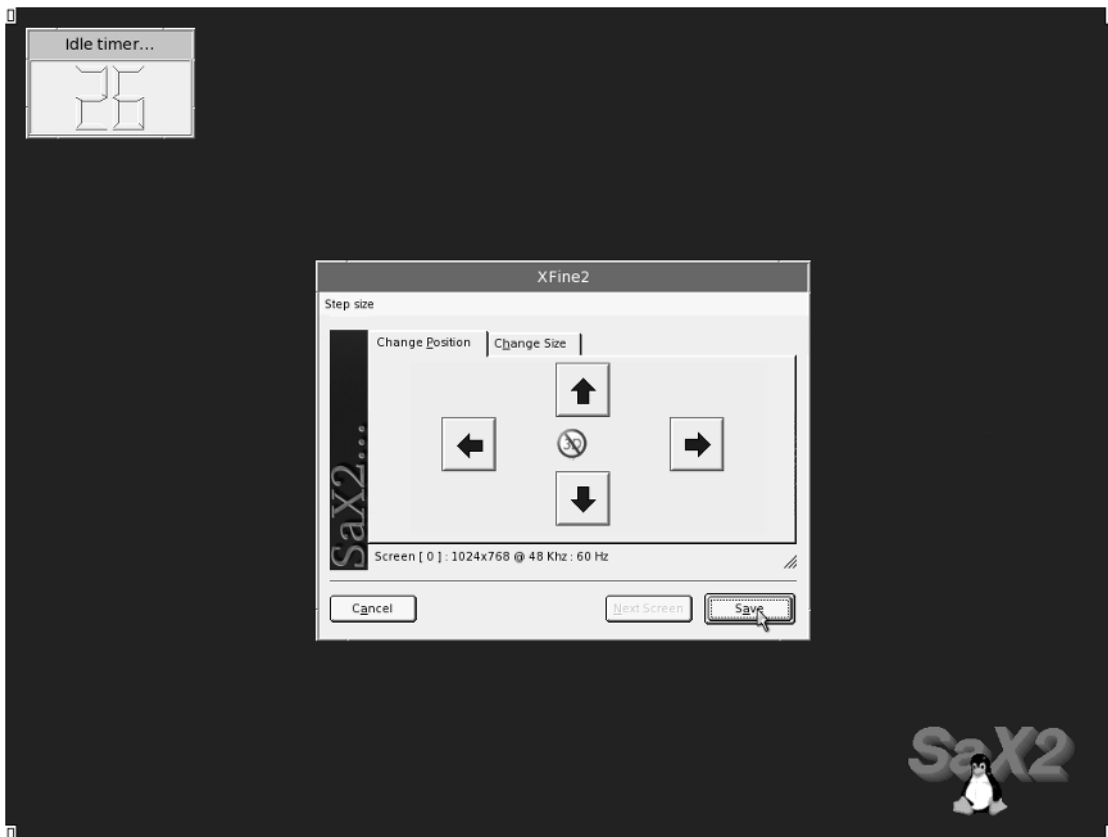 Idle timer...
26
XFine2
Step size
Change Position
Change Size
3D
SaX2...
Screen [ 0 ] : 1024x768 @ 48 Khz : 60 Hz
Cancel
Next Screen
Save
SaX2